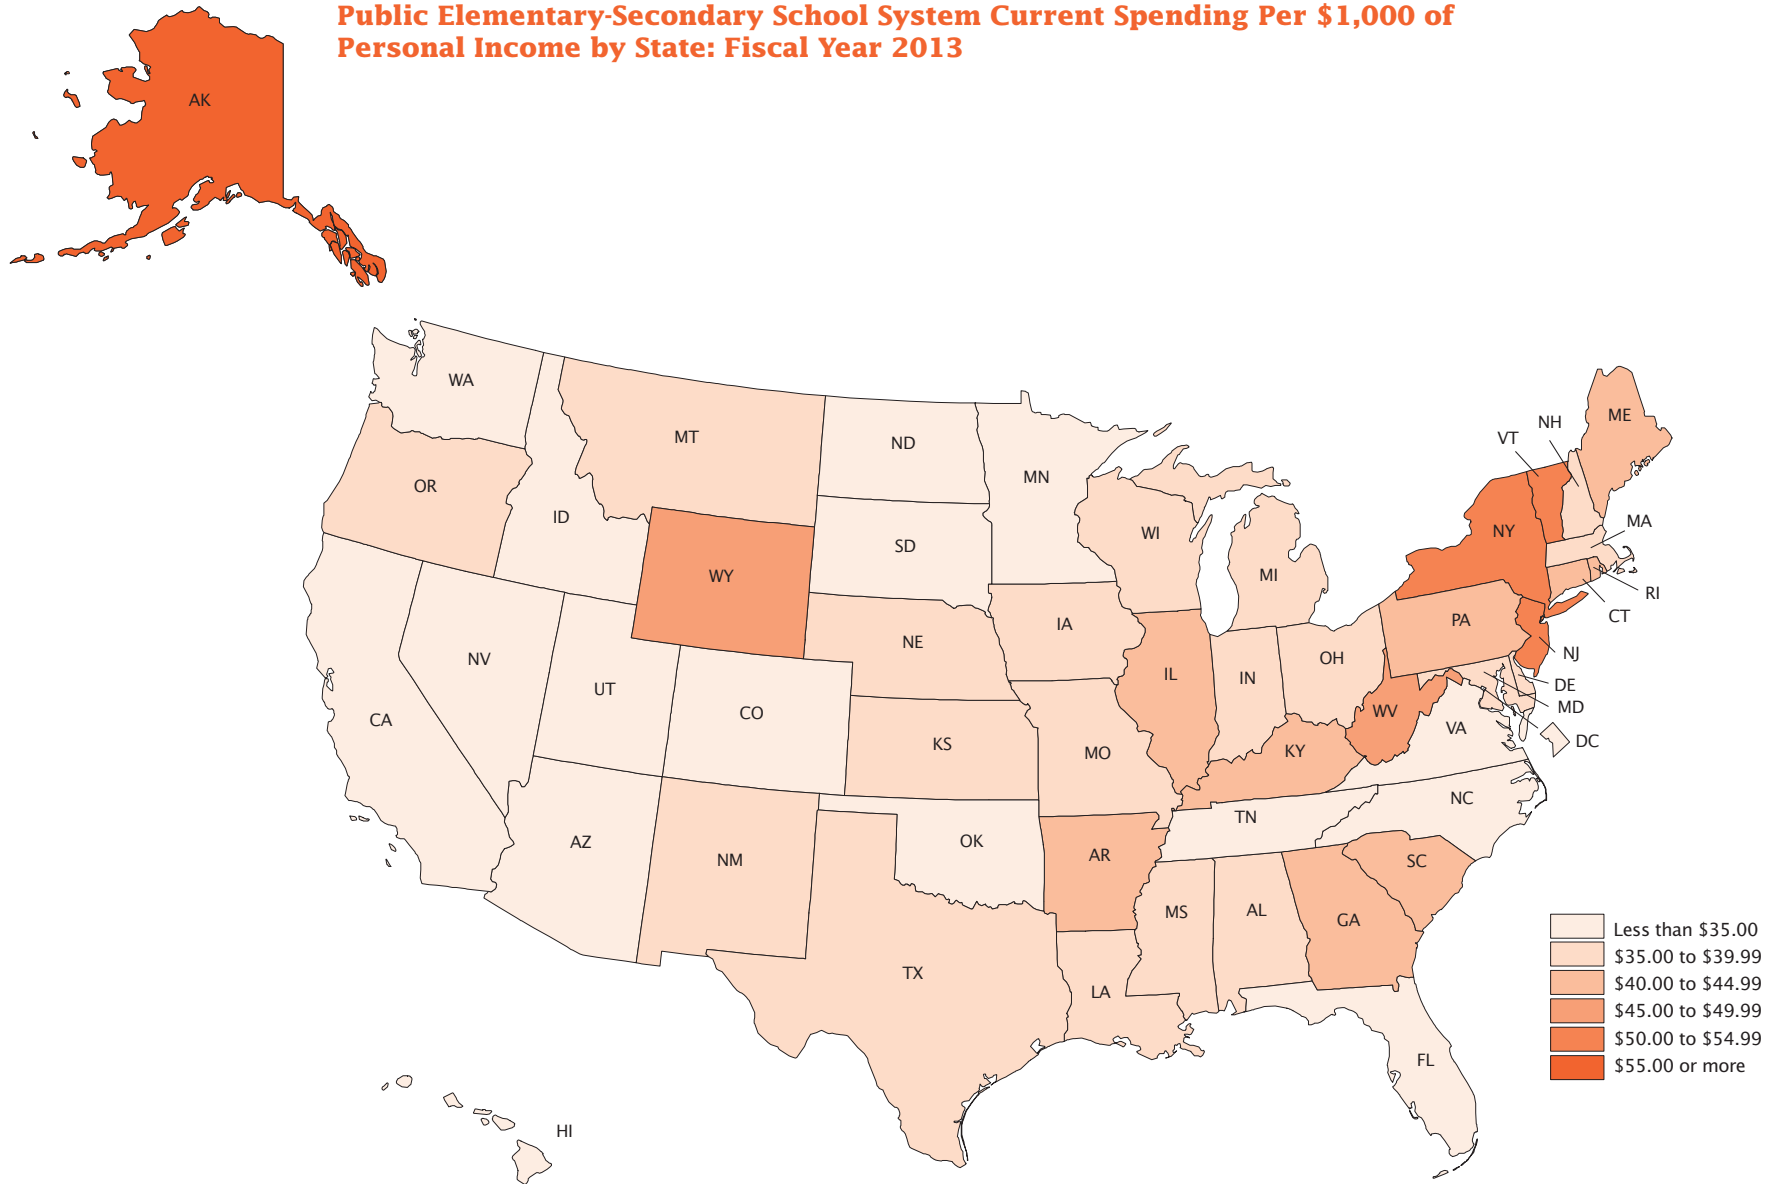 Public Elementary-Secondary School System Current Spending Per $1,000 of
Personal Income by State: Fiscal Year 2013
AK
WA
MT
ND
MN
OR
ID
WY
SD
WI
MI
NE
IA
NV
UT
CO
CA
KS
MO
IL
IN
OH
KY
WV
VA
PA
NY
VT
NH
ME
MA
RI
CT
NJ
DE
MD
DC
NC
TN
AZ
NM
OK
AR
SC
MS
AL
GA
TX
LA
FL
HI
Less than $35.00
$35.00 to $39.99
$40.00 to $44.99
$45.00 to $49.99
$50.00 to $54.99
$55.00 or more